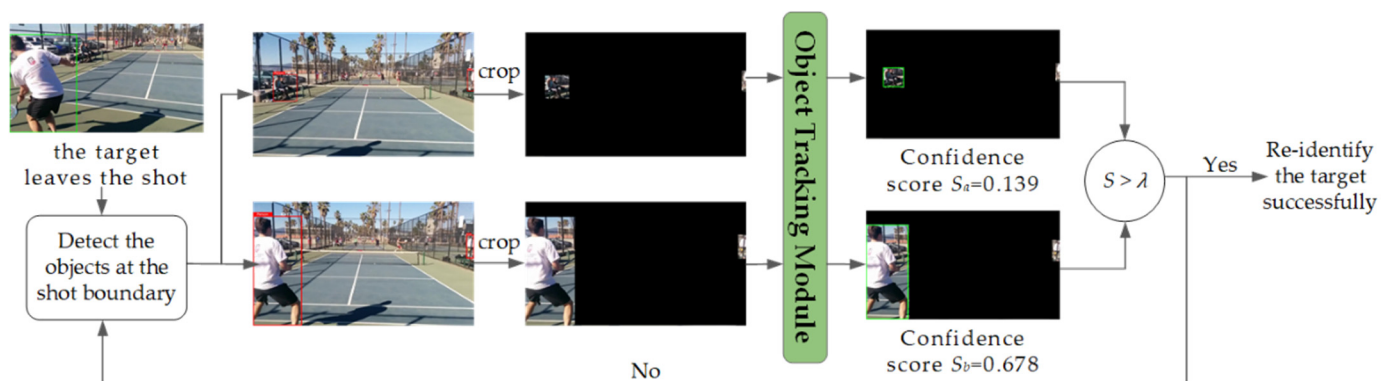 the target
leaves the shot
Detect the
objects at the
shot boundary
crop
crop
Object Tracking Module
Confidence
score Sa=0.139
Confidence
score Sb=0.678
S > λ
Yes
Re-identify
the target
successfully
No